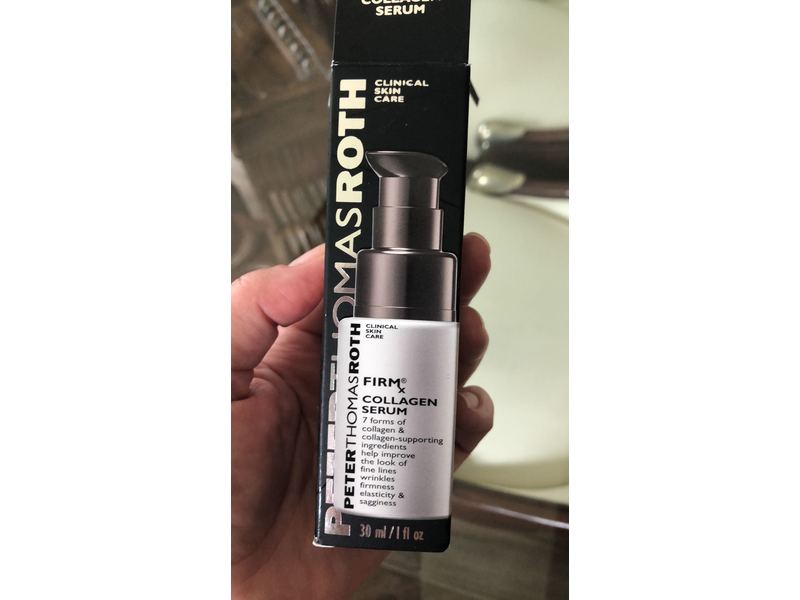 COLLAGEN
SERUM
PETERTHOMASROTH
CLINICAL
SKIN
CARE
PETERTHOMASROTH
CLINICAL
SKIN
CARE
FIRM®
x
COLLAGEN
SERUM
7 forms of
collagen &
collagen-supporting
ingredients
help improve
the look of
fine lines
wrinkles
firmness
elasticity &
sagginess
30 ml / 1 fl oz